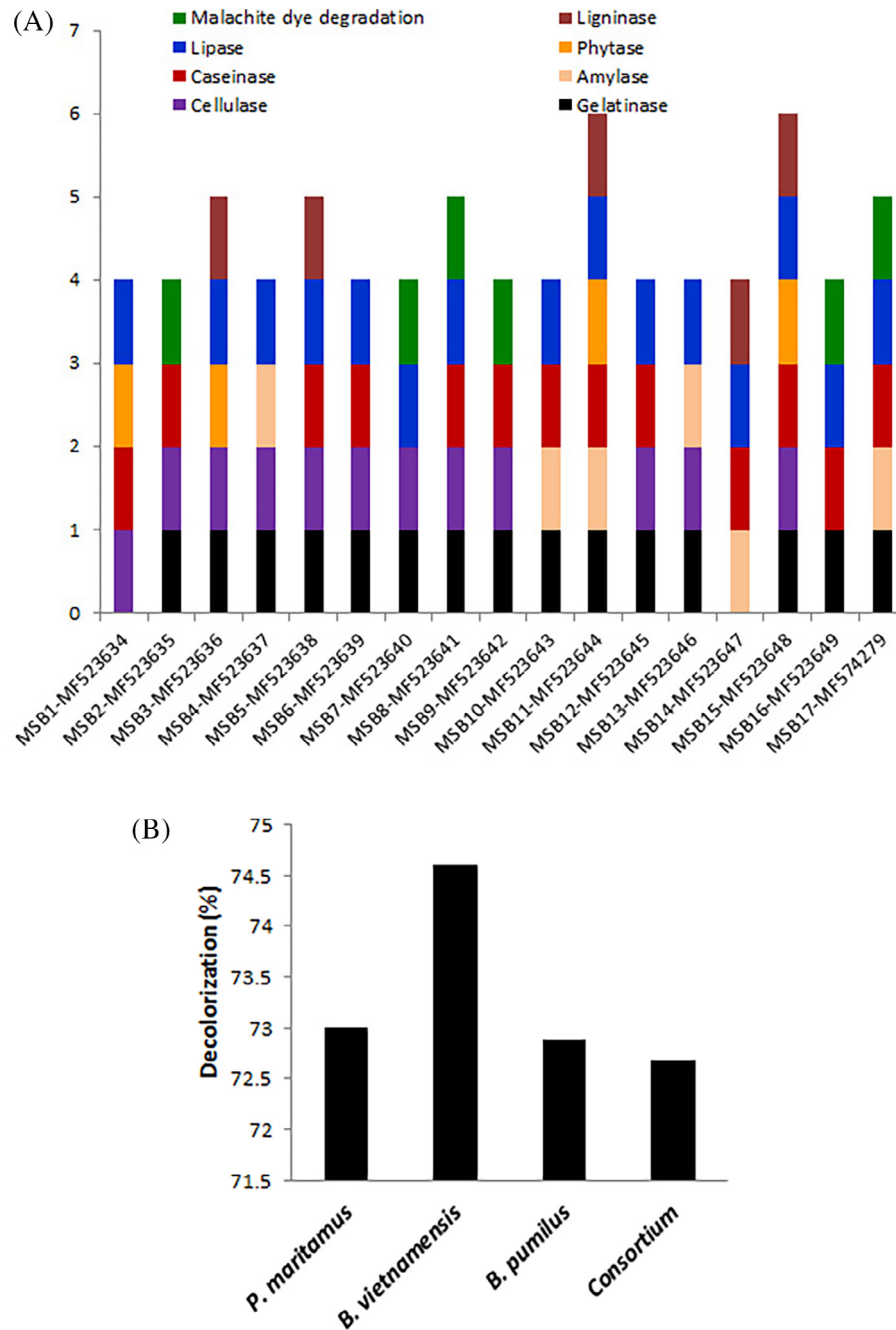 (A)
Malachite dye degradation
Ligninase
Lipase
Phytase
Caseinase
Amylase
Cellulase
Gelatinase
7
6
5
4
3
2
1
0
MSB1-MF523634
MSB2-MF523635
MSB3-MF523636
MSB4-MF523637
MSB5-MF523638
MSB6-MF523639
MSB7-MF523640
MSB8-MF523641
MSB9-MF523642
MSB10-MF523643
MSB11-MF523644
MSB12-MF523645
MSB13-MF523646
MSB14-MF523647
MSB15-MF523648
MSB16-MF523649
MSB17-MF574279
(B)
Decolorization (%)
75
74.5
74
73.5
73
72.5
72
71.5
P. maritamus
B. vietnamensis
B. pumilus
Consortium